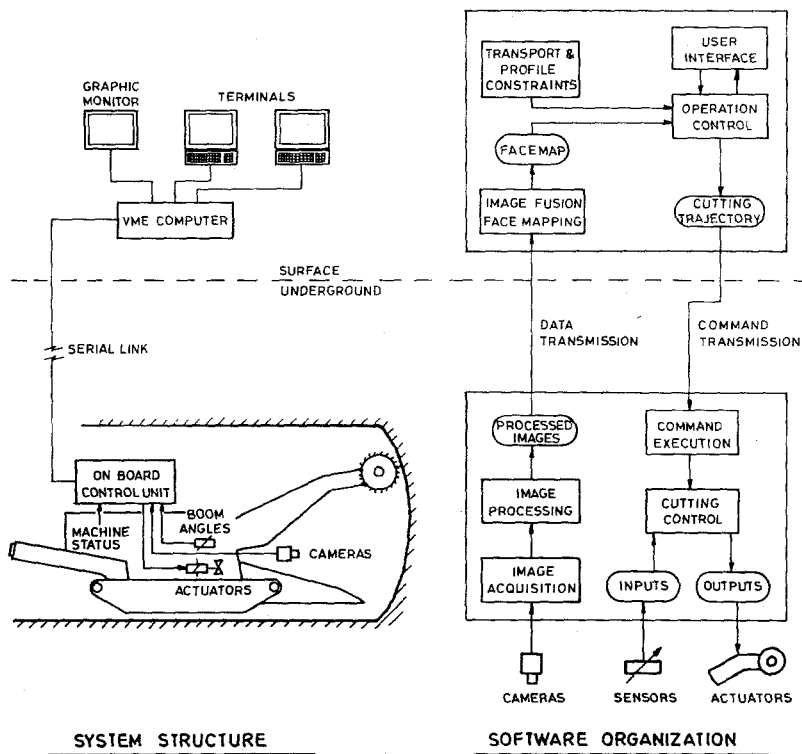 GRAPHIC
MONITOR
TERMINALS
VME COMPUTER
SURFACE
UNDERGROUND
SERIAL LINK
ON BOARD
CONTROL UNIT
MACHINE
STATUS
BOOM
ANGLES
CAMERAS
ACTUATORS
SYSTEM STRUCTURE
TRANSPORT &
PROFILE
CONSTRAINTS
USER
INTERFACE
OPERATION
CONTROL
FACEMAP
IMAGE FUSION
FACE MAPPING
CUTTING
TRAJECTORY
DATA
TRANSMISSION
COMMAND
TRANSMISSION
PROCESSED
IMAGES
COMMAND
EXECUTION
IMAGE
PROCESSING
CUTTING
CONTROL
IMAGE
ACQUISITION
INPUTS
OUTPUTS
CAMERAS
SENSORS
ACTUATORS
SOFTWARE ORGANIZATION